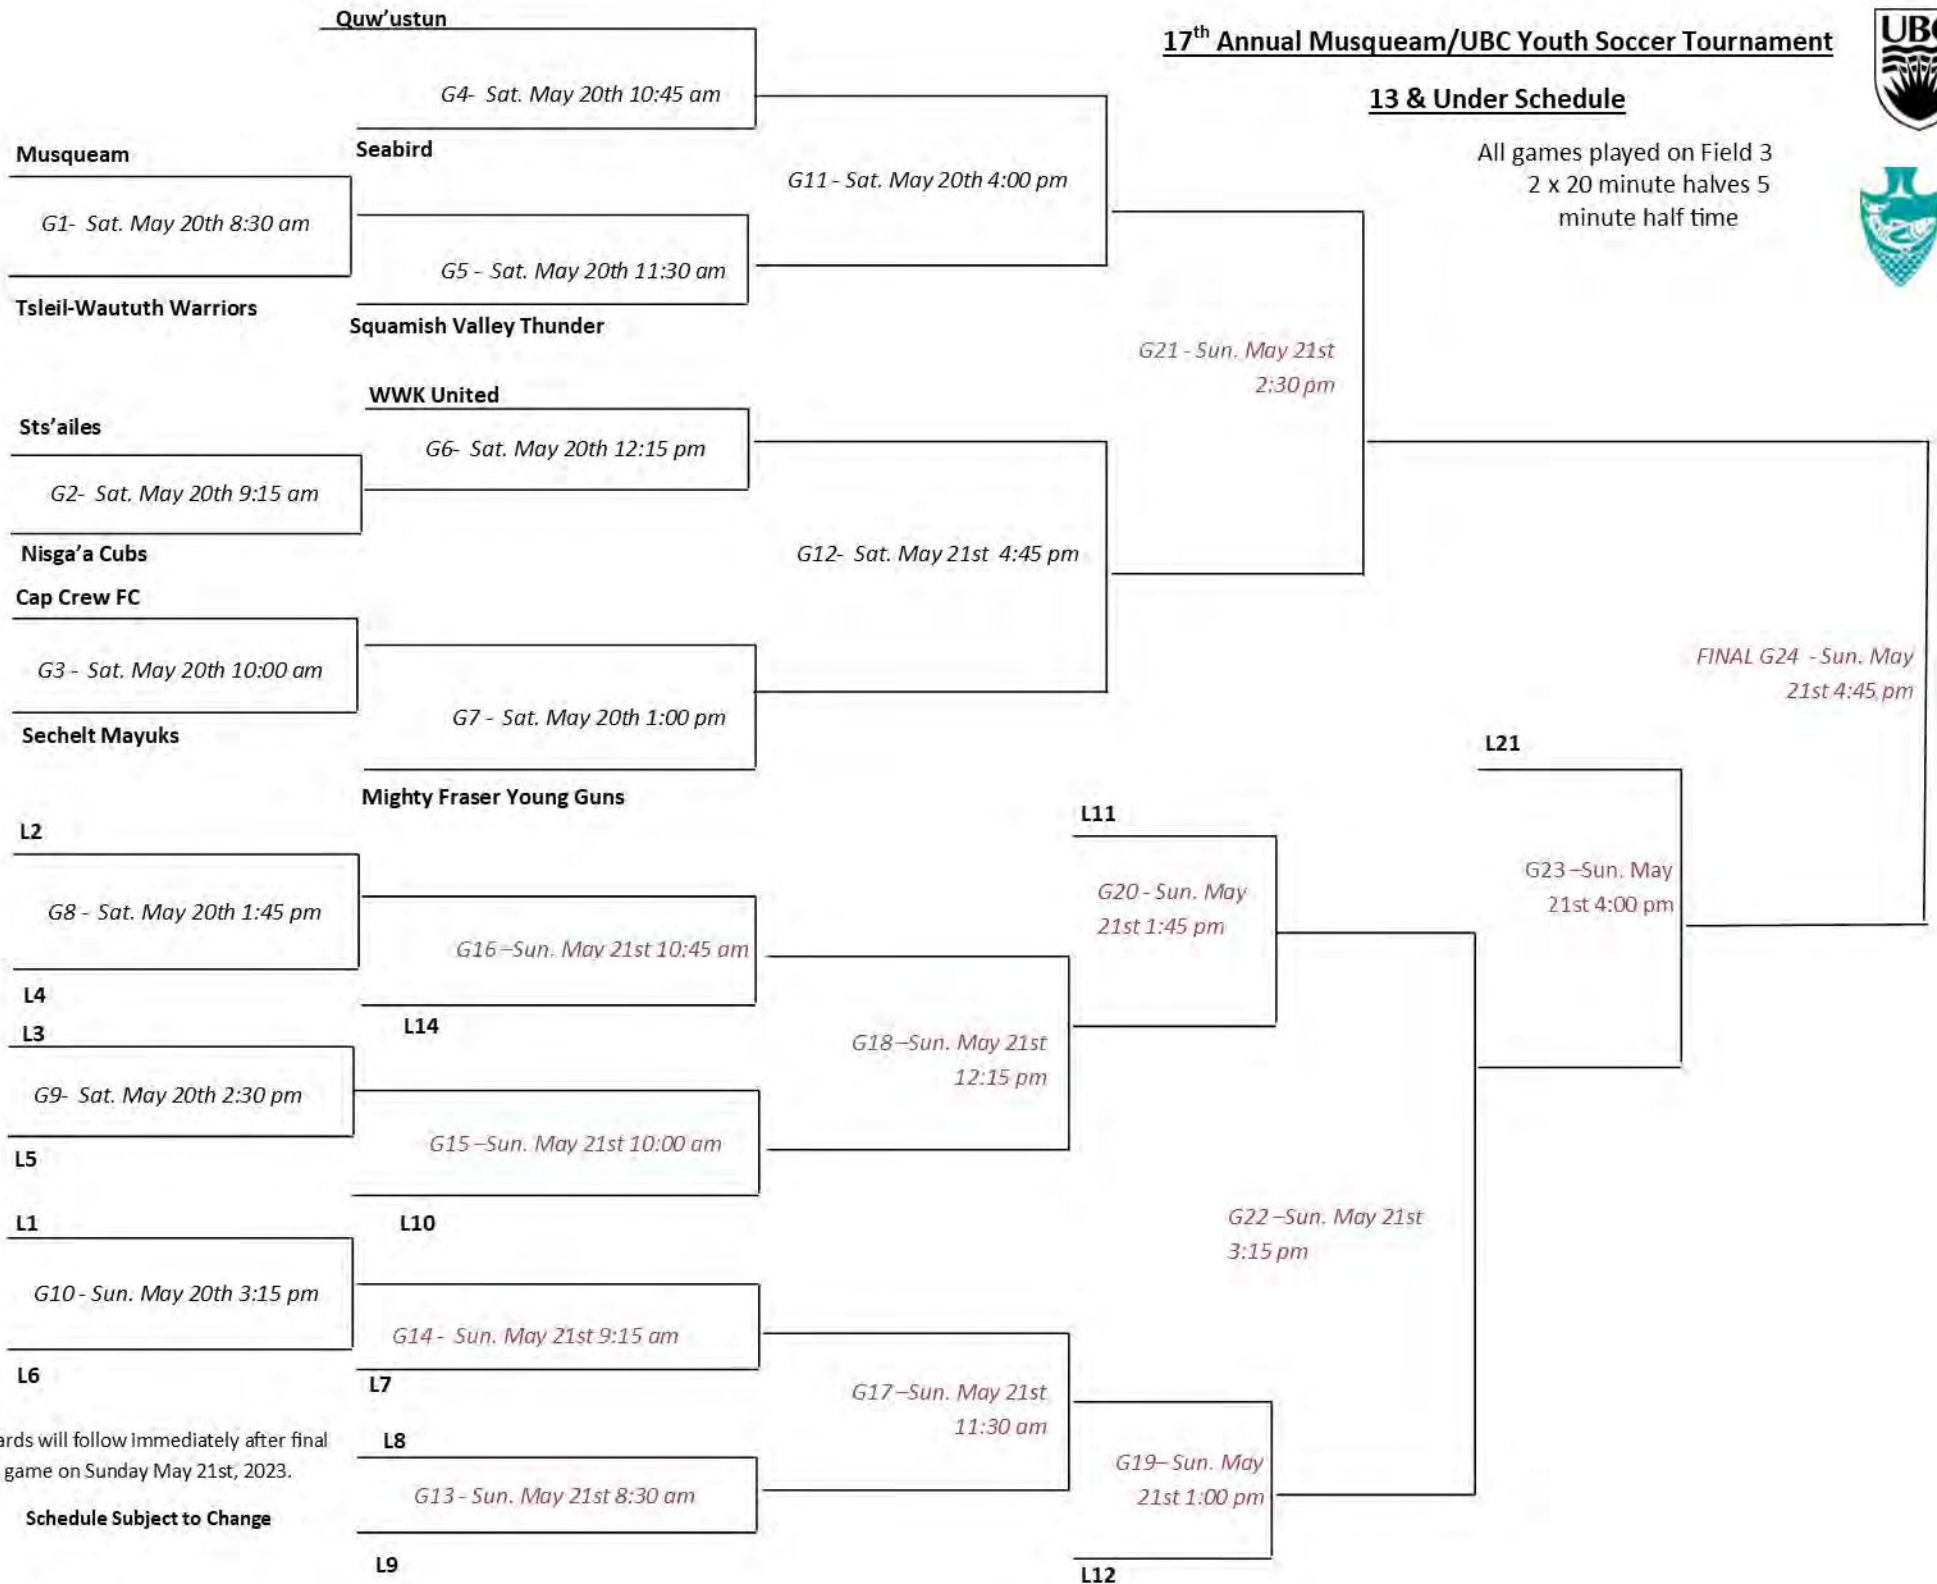 17th Annual Musqueam/UBC Youth Soccer Tournament
13 & Under Schedule
All games played on Field 3
2 x 20 minute halves 5
minute half time
UBC
Quw'ustun
G4- Sat. May 20th 10:45 am
Seabird
Musqueam
G1- Sat. May 20th 8:30 am
Tsleil-Waututh Warriors
G5 - Sat. May 20th 11:30 am
Squamish Valley Thunder
G11 - Sat. May 20th 4:00 pm
G21 - Sun. May 21st
2:30 pm
WWK United
Sts'ailes
G6- Sat. May 20th 12:15 pm
G2- Sat. May 20th 9:15 am
Nisga'a Cubs
G12- Sat. May 21st 4:45 pm
Cap Crew FC
G3 - Sat. May 20th 10:00 am
Sechelt Mayuks
G7 - Sat. May 20th 1:00 pm
Mighty Fraser Young Guns
FINAL G24 - Sun. May
21st 4:45 pm
L21
G23 –Sun. May
21st 4:00 pm
L2
G8 - Sat. May 20th 1:45 pm
L4
G16 –Sun. May 21st 10:45 am
L14
L11
G20 - Sun. May
21st 1:45 pm
L3
G9- Sat. May 20th 2:30 pm
L5
G15 –Sun. May 21st 10:00 am
L10
G18 –Sun. May 21st
12:15 pm
L1
G10 - Sun. May 20th 3:15 pm
L6
G14 - Sun. May 21st 9:15 am
L7
G22 –Sun. May 21st
3:15 pm
G17 –Sun. May 21st
11:30 am
L8
G13 - Sun. May 21st 8:30 am
L9
G19– Sun. May
21st 1:00 pm
L12
ards will follow immediately after final
game on Sunday May 21st, 2023.
Schedule Subject to Change